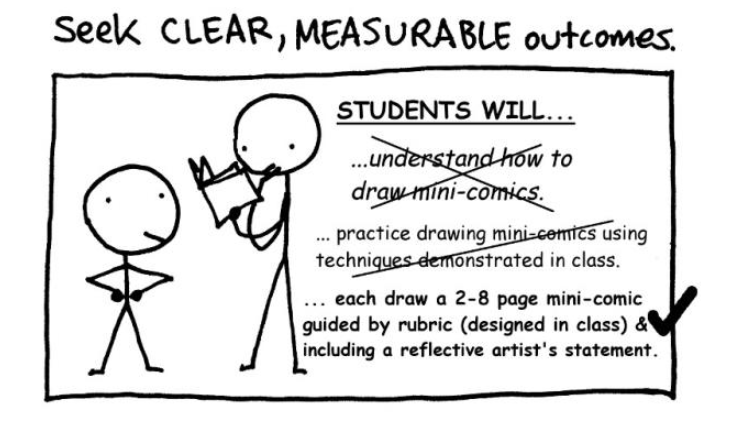 Seek CLEAR, MEASURABLE outcomes.
STUDENTS WILL...
...understand how to
draw mini-comics.
... practice drawing mini-comics using
techniques demonstrated in class.
... each draw a 2-8 page mini-comic
guided by rubric (designed in class) &
including a reflective artist's statement.